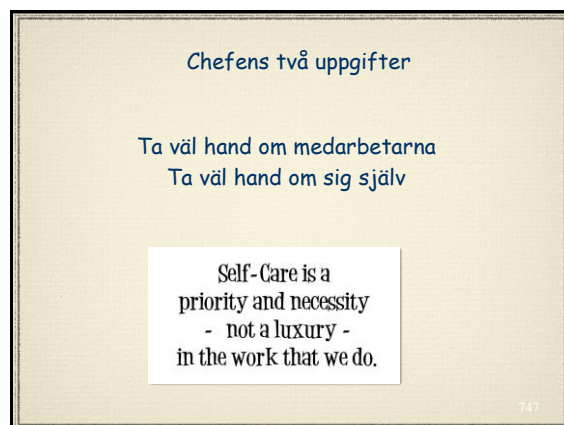 Chefens två uppgifter
Ta väl hand om medarbetarna
Ta väl hand om sig själv
Self-Care is a
priority and necessity
- not a luxury -
in the work that we do.
747